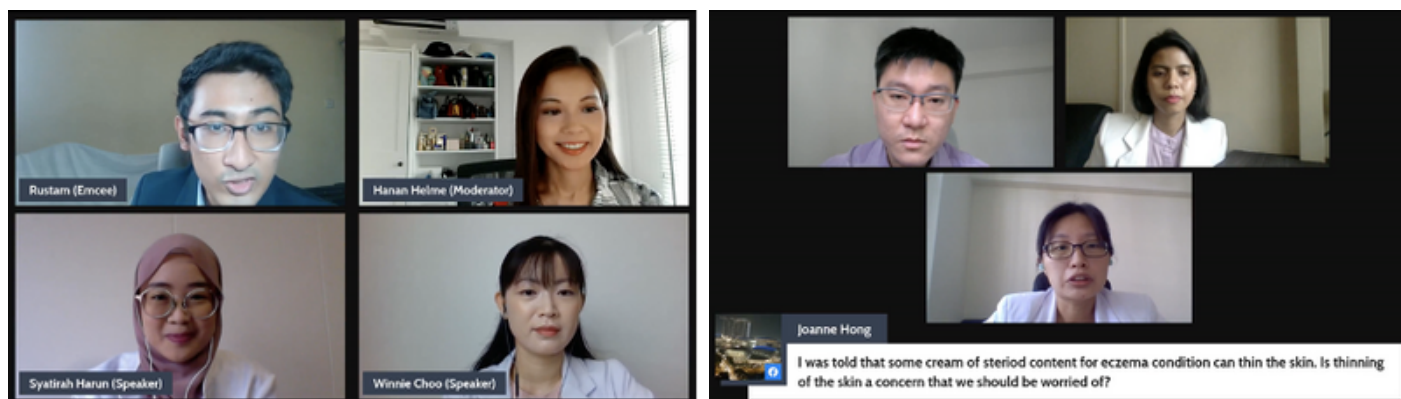 Rustam (Emcee)
Hanan Helme (Moderator)
Syatirah Harun (Speaker)
Winnie Choo (Speaker)
Joanne Hong
I was told that some cream of steriod content for eczema condition can thin the skin. Is thinning
of the skin a concern that we should be worried of?